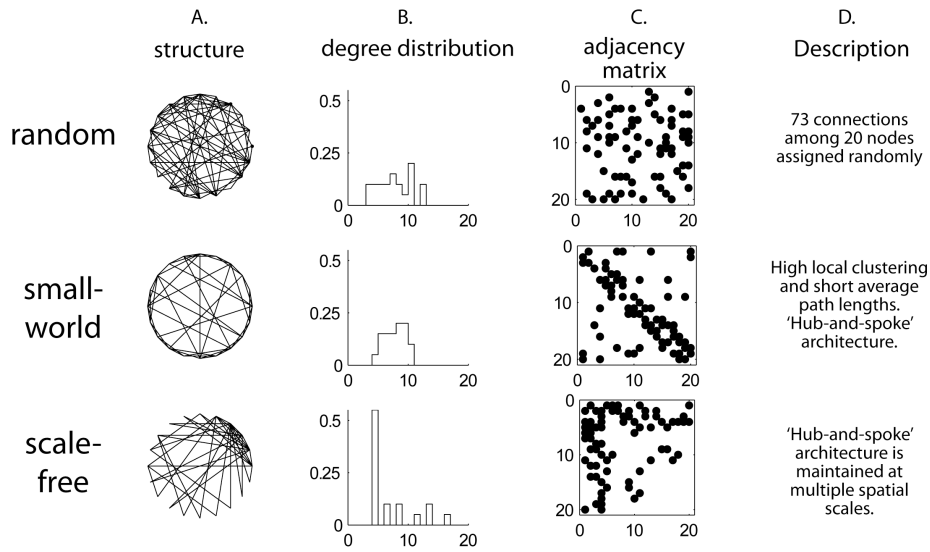 A.
B.
C.
D.
structure
degree distribution
adjacency
matrix
Description
random
0.5
0.25
0
0
10
20
0
10
20
0
10
20
73 connections
among 20 nodes
assigned randomly
small-
world
0.5
0.25
0
0
10
20
0
10
20
0
10
20
High local clustering
and short average
path lengths.
‘Hub-and-spoke’
architecture.
scale-
free
0.5
0.25
0
0
10
20
0
10
20
0
10
20
‘Hub-and-spoke’
architecture is
maintained at
multiple spatial
scales.